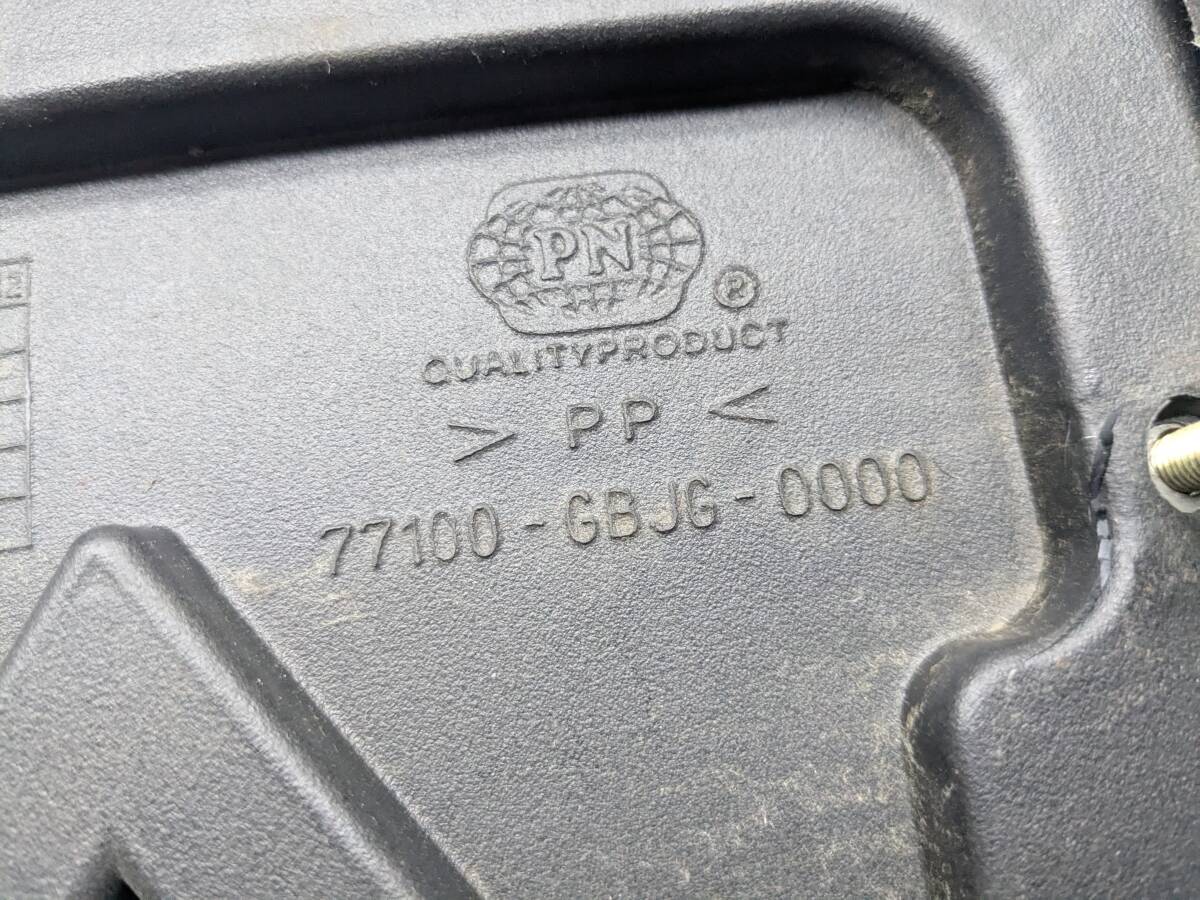 PN
®
QUALITYPRODUCT
> PP <
77100-GBJG-0000